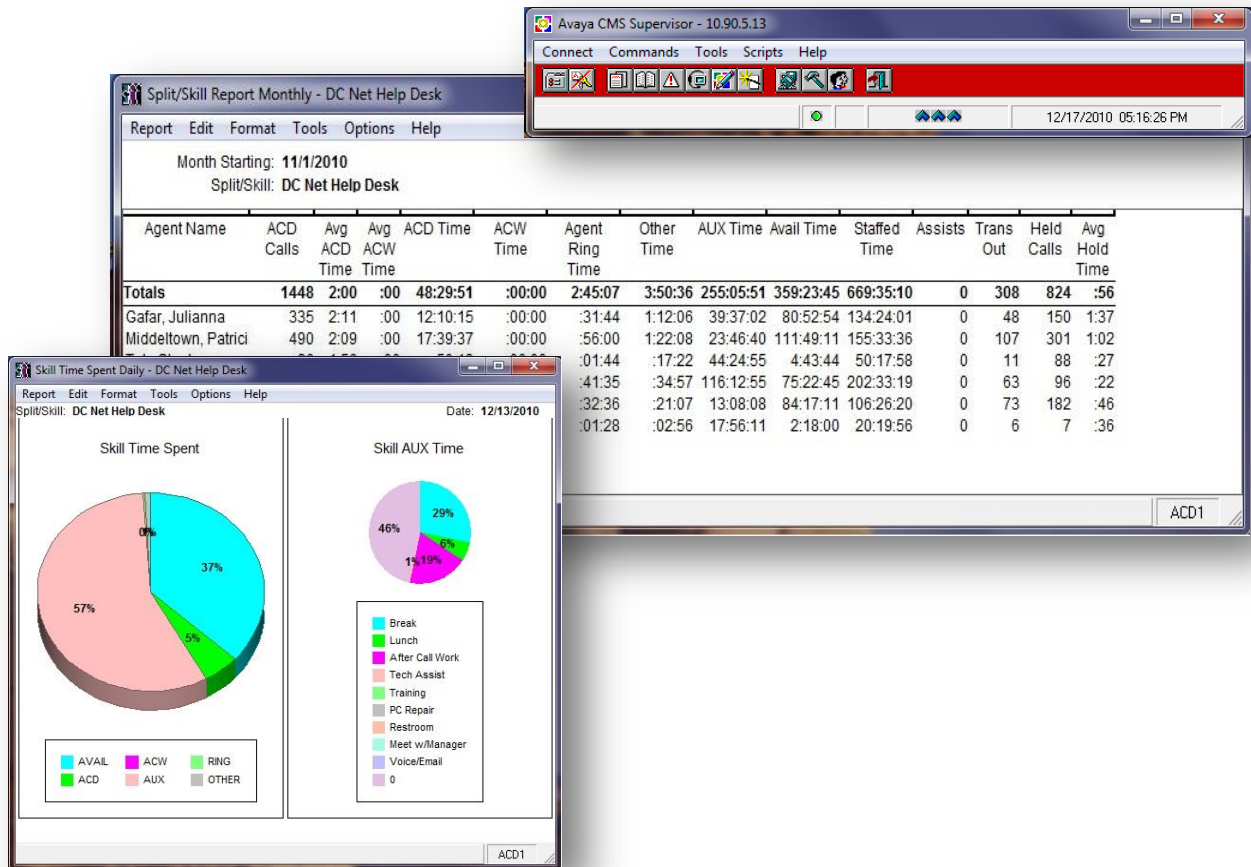 Avaya CMS Supervisor - 10.90.5.13
Connect Commands Tools Scripts Help
12/17/2010 05:16:26 PM
Split/Skill Report Monthly - DC Net Help Desk
Report Edit Format Tools Options Help
Month Starting: 11/1/2010
Split/Skill: DC Net Help Desk
Agent Name ACD Avg Avg ACD Time ACW Agent Other AUX Time Avail Time Staffed Assists Trans Held Avg
Calls ACD ACW Time Ring Time Time Out Calls Hold
Time Time Time Time
Totals 1448 2:00 :00 48:29:51 :00:00 2:45:07 3:50:36 255:05:51 359:23:45 669:35:10 0 308 824 :56
Gafar, Julianna 335 2:11 :00 12:10:15 :00:00 :31:44 1:12:06 39:37:02 80:52:54 134:24:01 0 48 150 1:37
Middeltown, Patrici 490 2:09 :00 17:39:37 :00:00 :56:00 1:22:08 23:46:40 111:49:11 155:33:36 0 107 301 1:02
:01:44 :17:22 44:24:55 4:43:44 50:17:58 0 11 88 :27
:41:35 :34:57 116:12:55 75:22:45 202:33:19 0 63 96 :22
:32:36 :21:07 13:08:08 84:17:11 106:26:20 0 73 182 :46
:01:28 :02:56 17:56:11 2:18:00 20:19:56 0 6 7 :36
ACD1
Skill Time Spent Daily - DC Net Help Desk
Report Edit Format Tools Options Help
Split/Skill: DC Net Help Desk Date: 12/13/2010
Skill Time Spent
0%
37%
57%
5%
AVAIL ACW RING
ACD AUX OTHER
Skill AUX Time
29%
46%
6%
1% 19%
Break
Lunch
After Call Work
Tech Assist
Training
PC Repair
Restroom
Meet w/Manager
Voice/Email
0
ACD1